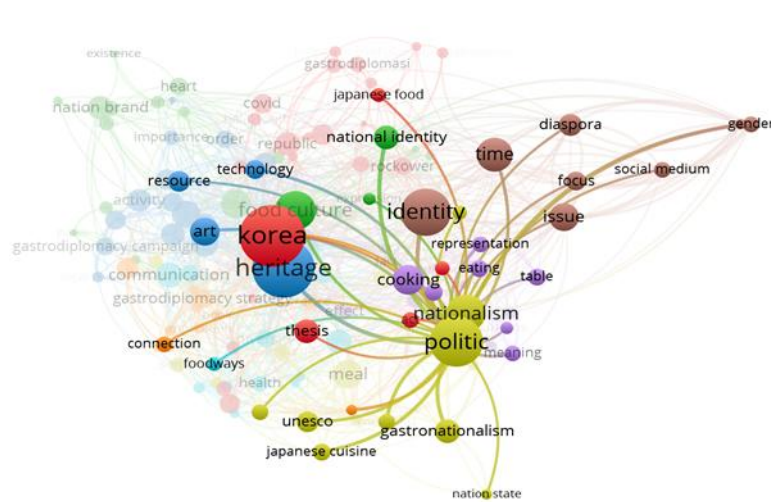 existence
gastrodiplomasi
heart
japanese food
nation brand
covid
diaspora
gender
importance
order
republic
national identity
time
rockower
technology
resource
focus
social medium
activity
food culture
identity
issue
art
korea
representation
gastrodiplomacy campaign
heritage
eating
communication
cooking
table
gastrodiplomacy strategy
effect
nationalism
act
thesis
politic
connection
meaning
foodways
health
meal
unesco
gastronationalism
japanese cuisine
nation state